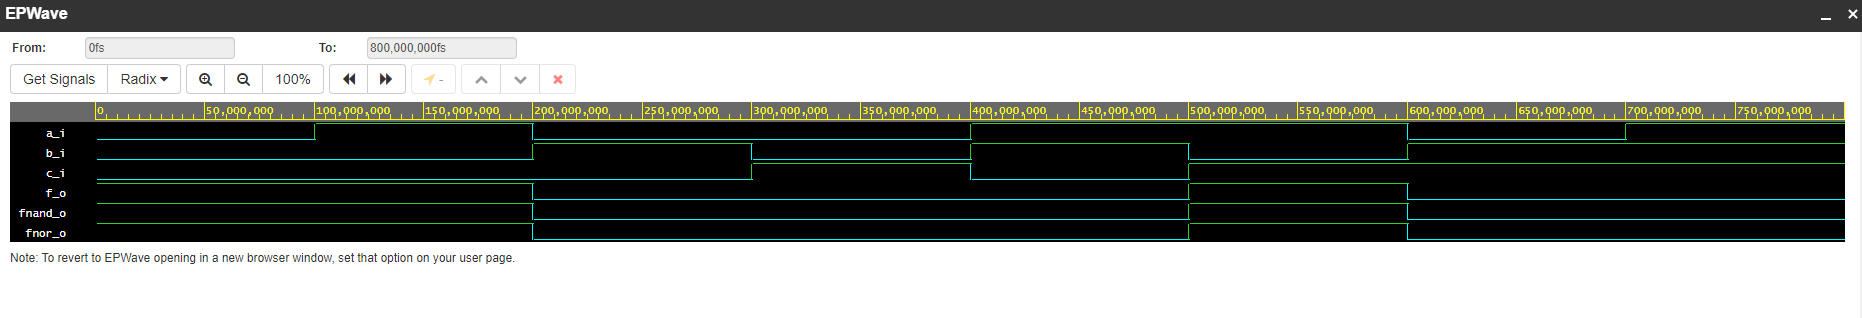 EPWave
From: 0fs To: 800,000,000fs
Get Signals Radix 100% -
0 50,000,000 100,000,000 150,000,000 200,000,000 250,000,000 300,000,000 350,000,000 400,000,000 450,000,000 500,000,000 550,000,000 600,000,000 650,000,000 700,000,000 750,000,000
a_i
b_i
c_i
f_o
fnand_o
fnor_o
Note: To revert to EPWave opening in a new browser window, set that option on your user page.